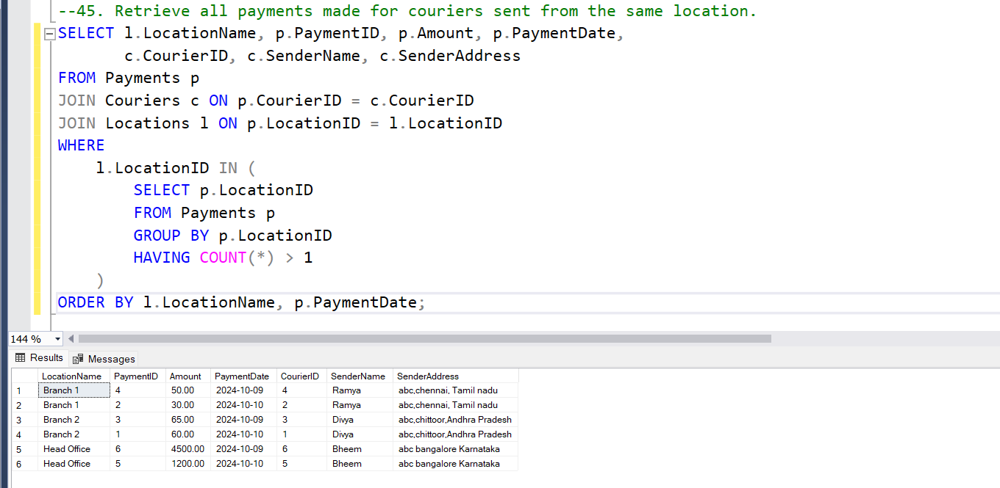 --45. Retrieve all payments made for couriers sent from the same location.
SELECT l.LocationName, p.PaymentID, p.Amount, p.PaymentDate,
c.CourierID, c.SenderName, c.SenderAddress
FROM Payments p
JOIN Couriers c ON p.CourierID = c.CourierID
JOIN Locations l ON p.LocationID = l.LocationID
WHERE
l.LocationID IN (
SELECT p.LocationID
FROM Payments p
GROUP BY p.LocationID
HAVING COUNT(*) > 1
)
ORDER BY l.LocationName, p.PaymentDate;
144 %
Results Messages
LocationName PaymentID Amount PaymentDate CourierID SenderName SenderAddress
1 Branch 1 4 50.00 2024-10-09 4 Ramya abc,chennai, Tamil nadu
2 Branch 1 2 30.00 2024-10-10 2 Ramya abc,chennai, Tamil nadu
3 Branch 2 3 65.00 2024-10-09 3 Divya abc,chittoor,Andhra Pradesh
4 Branch 2 1 60.00 2024-10-10 1 Divya abc,chittoor,Andhra Pradesh
5 Head Office 6 4500.00 2024-10-09 6 Bheem abc bangalore Karnataka
6 Head Office 5 1200.00 2024-10-10 5 Bheem abc bangalore Karnataka